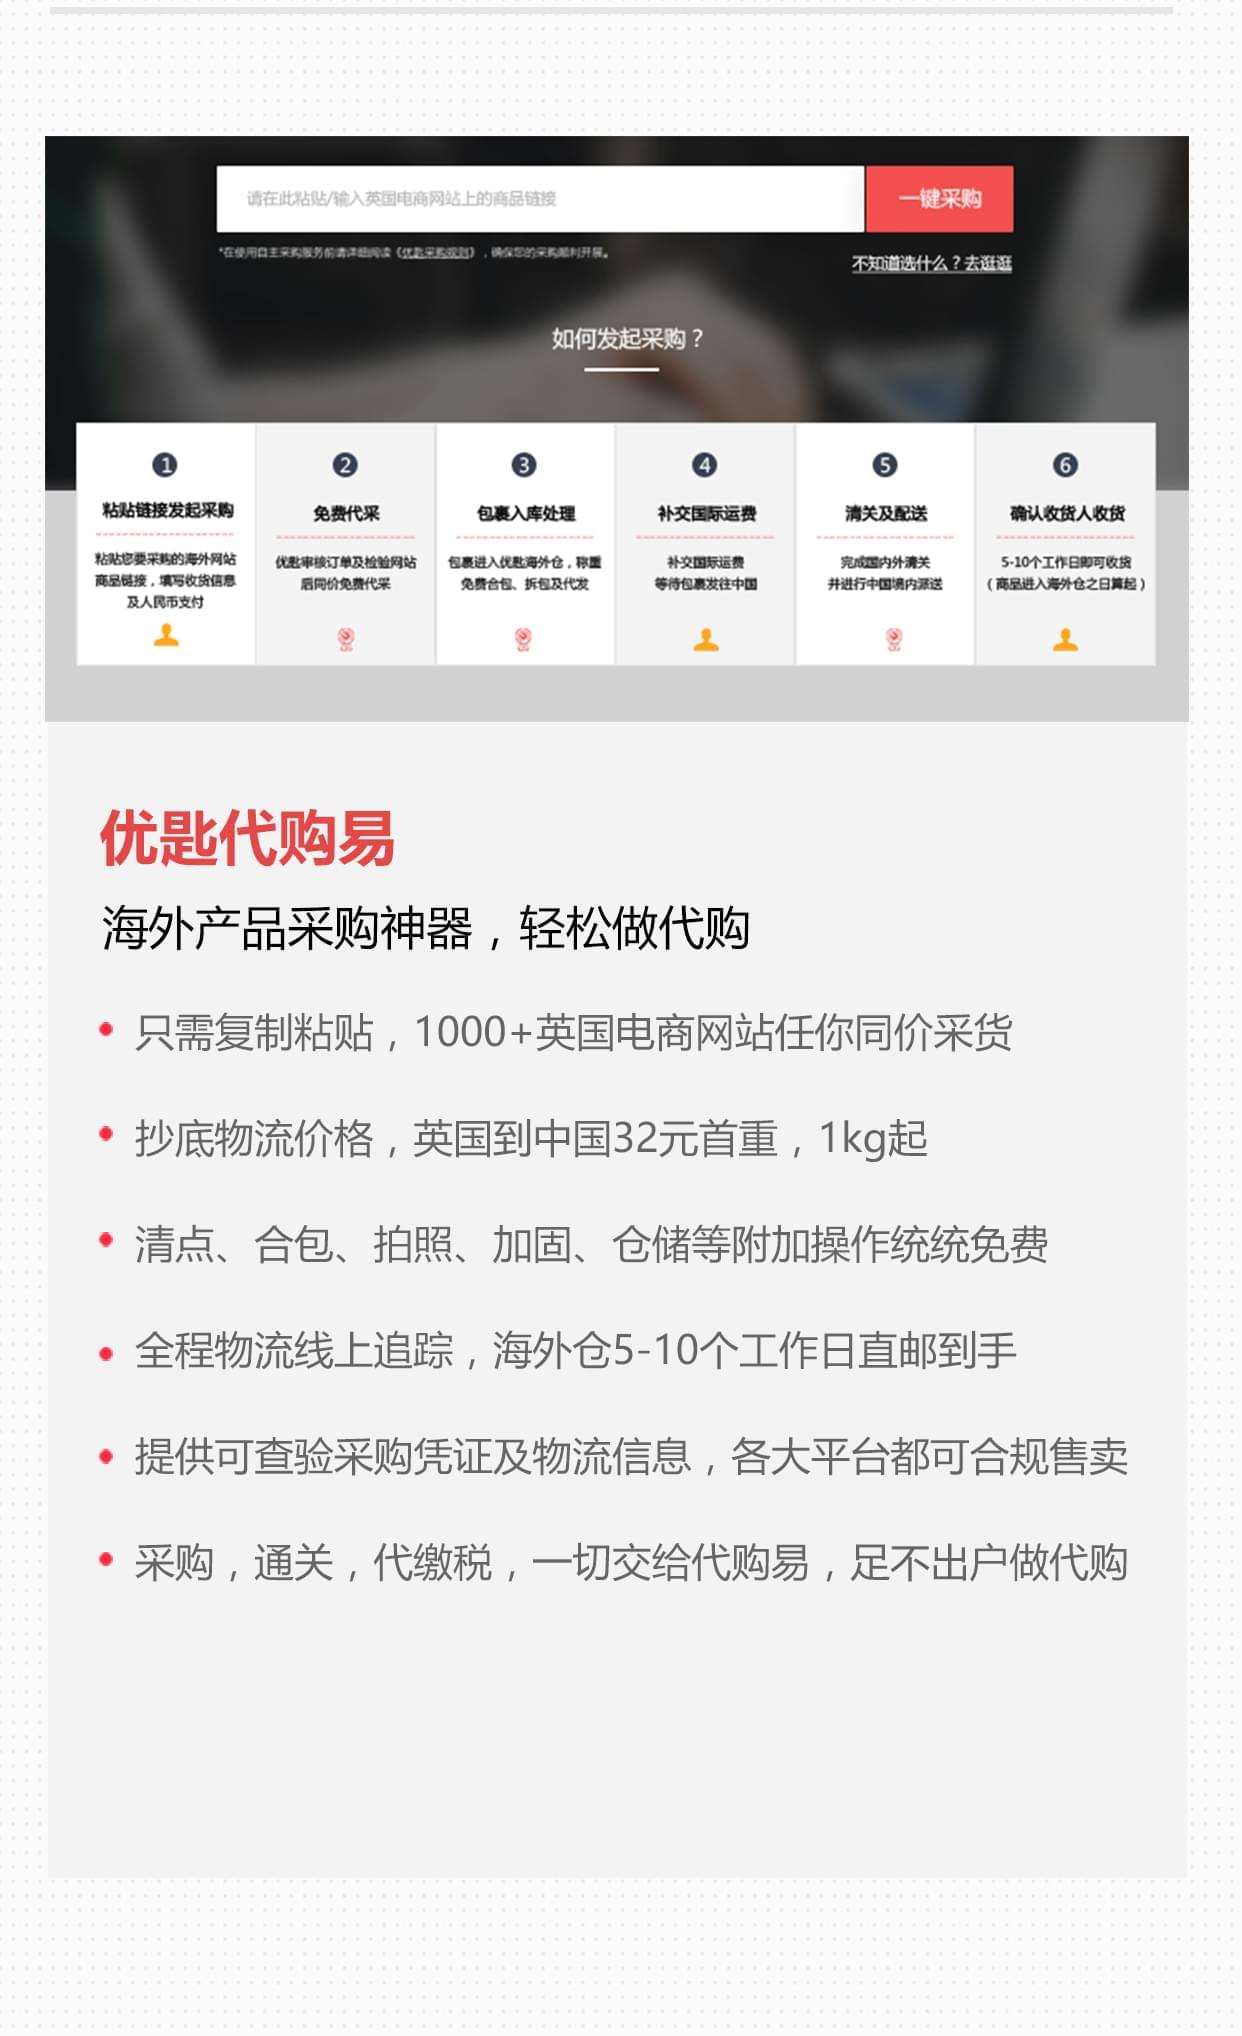 请在此粘贴/输入英国电商网站上的商品链接
一键采购
*在使用自主采购服务前请详细阅读《优匙采购规则》，确保您的采购顺利开展。
不知道选什么？去逛逛
如何发起采购？
1
粘贴链接发起采购
粘贴您要采购的海外网站
商品链接，填写收货信息
及人民币支付
2
免费代采
优匙审核订单及检验网站
后同价免费代采
3
包裹入库处理
包裹进入优匙海外仓，称重
免费合包、拆包及代发
4
补交国际运费
补交国际运费
等待包裹发往中国
5
清关及配送
完成国内外清关
并进行中国境内派送
6
确认收货人收货
5-10个工作日即可收货
（商品进入海外仓之日算起）
优匙代购易
海外产品采购神器，轻松做代购
只需复制粘贴，1000+英国电商网站任你同价采货
抄底物流价格，英国到中国32元首重，1kg起
清点、合包、拍照、加固、仓储等附加操作统统免费
全程物流线上追踪，海外仓5-10个工作日直邮到手
提供可查验采购凭证及物流信息，各大平台都可合规售卖
采购，通关，代缴税，一切交给代购易，足不出户做代购